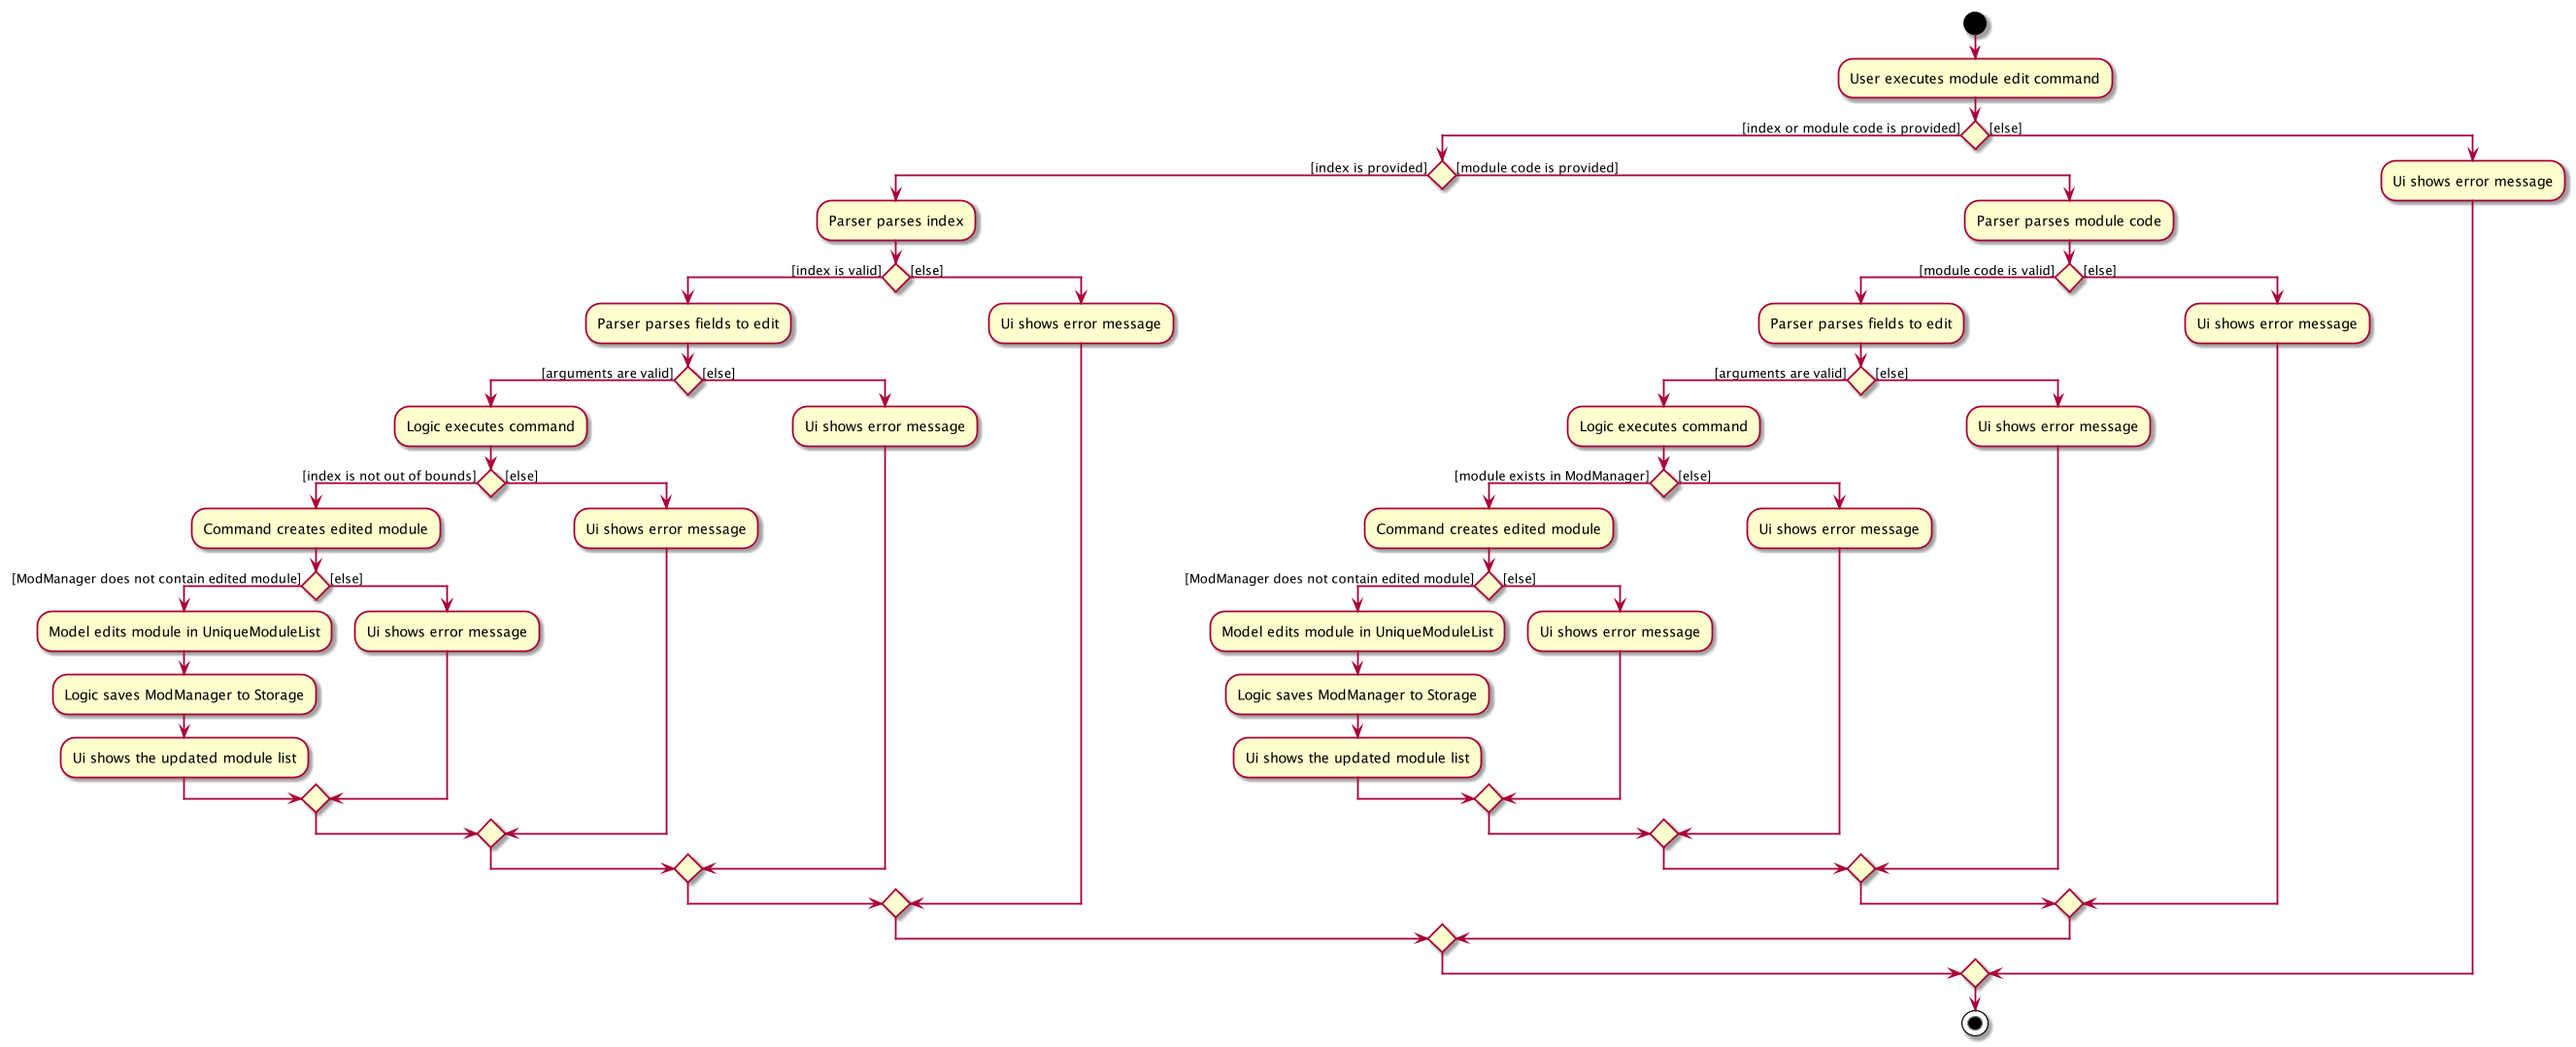 User executes module edit command
[index or module code is provided]
[else]
[index is provided]
[module code is provided]
Ui shows error message
Parser parses index
Parser parses module code
[index is valid]
[else]
[module code is valid]
[else]
Parser parses fields to edit
Ui shows error message
Parser parses fields to edit
Ui shows error message
[arguments are valid]
[else]
[arguments are valid]
[else]
Logic executes command
Ui shows error message
Logic executes command
Ui shows error message
[index is not out of bounds]
[else]
[module exists in ModManager]
[else]
Command creates edited module
Ui shows error message
Command creates edited module
Ui shows error message
[ModManager does not contain edited module]
[else]
[ModManager does not contain edited module]
[else]
Model edits module in UniqueModuleList
Ui shows error message
Model edits module in UniqueModuleList
Ui shows error message
Logic saves ModManager to Storage
Logic saves ModManager to Storage
Ui shows the updated module list
Ui shows the updated module list